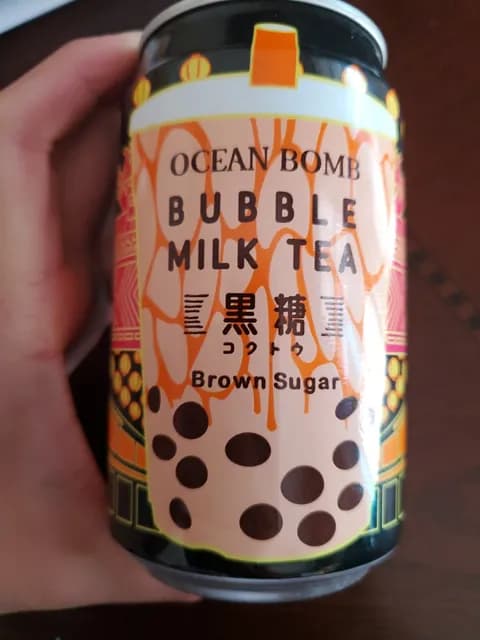 OCEAN BOMB
BUBBLE
MILK TEA
黒糖
コクトウ
Brown Sugar